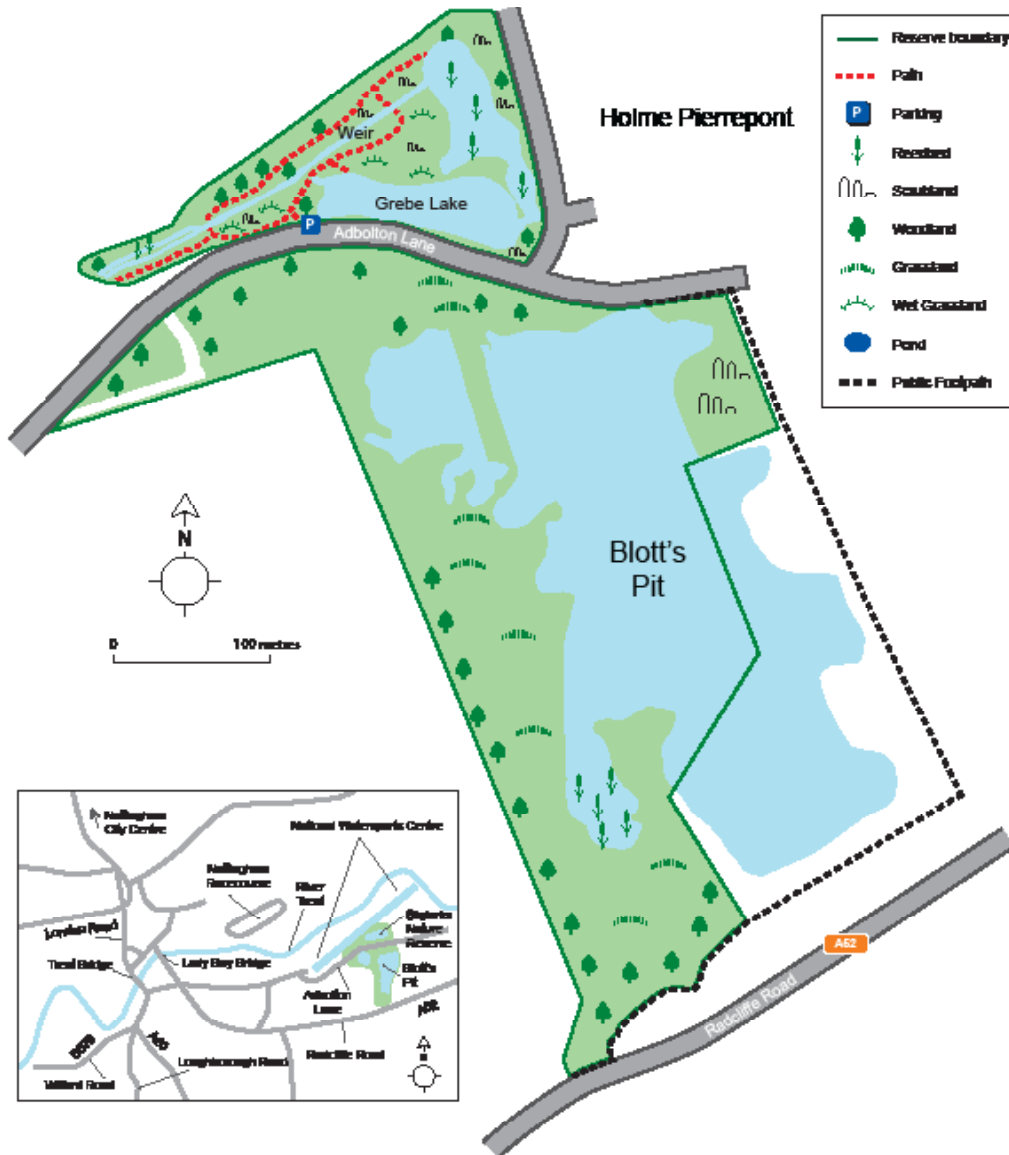 Reserve boundary
Path
Parking
Reedbed
Scrubland
Woodland
Grassland
Wet Grassland
Pond
Public Footpath
P
Holme Pierrepont
Weir
Grebe Lake
P
Adbolton Lane
N
0 100 metres
Blott's
Pit
A52
Radcliffe Road
Nottingham
City Centre
National Watersports Centre
Nottingham
Racecourse
River
Trent
Nature
Reserve
London Road
Trent Bridge
Lady Bay Bridge
Blott's
Pit
Adbolton
Lane
A52
Radcliffe Road
A60
Loughborough Road
Wilford Road